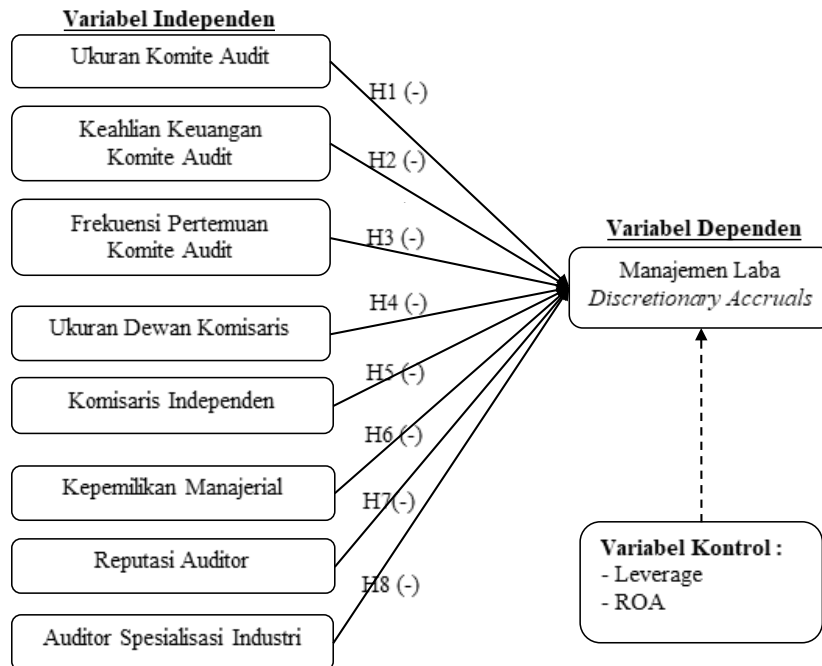 Variabel Independen
Ukuran Komite Audit
H1 (-)
Keahlian Keuangan
Komite Audit
H2 (-)
Frekuensi Pertemuan
Komite Audit
H3 (-)
Variabel Dependen
Manajemen Laba
Discretionary Accruals
Ukuran Dewan Komisaris
H4 (-)
Komisaris Independen
H5 (-)
Kepemilikan Manajerial
H6 (-)
Reputasi Auditor
H7(-)
Auditor Spesialisasi Industri
H8 (-)
Variabel Kontrol :
- Leverage
- ROA